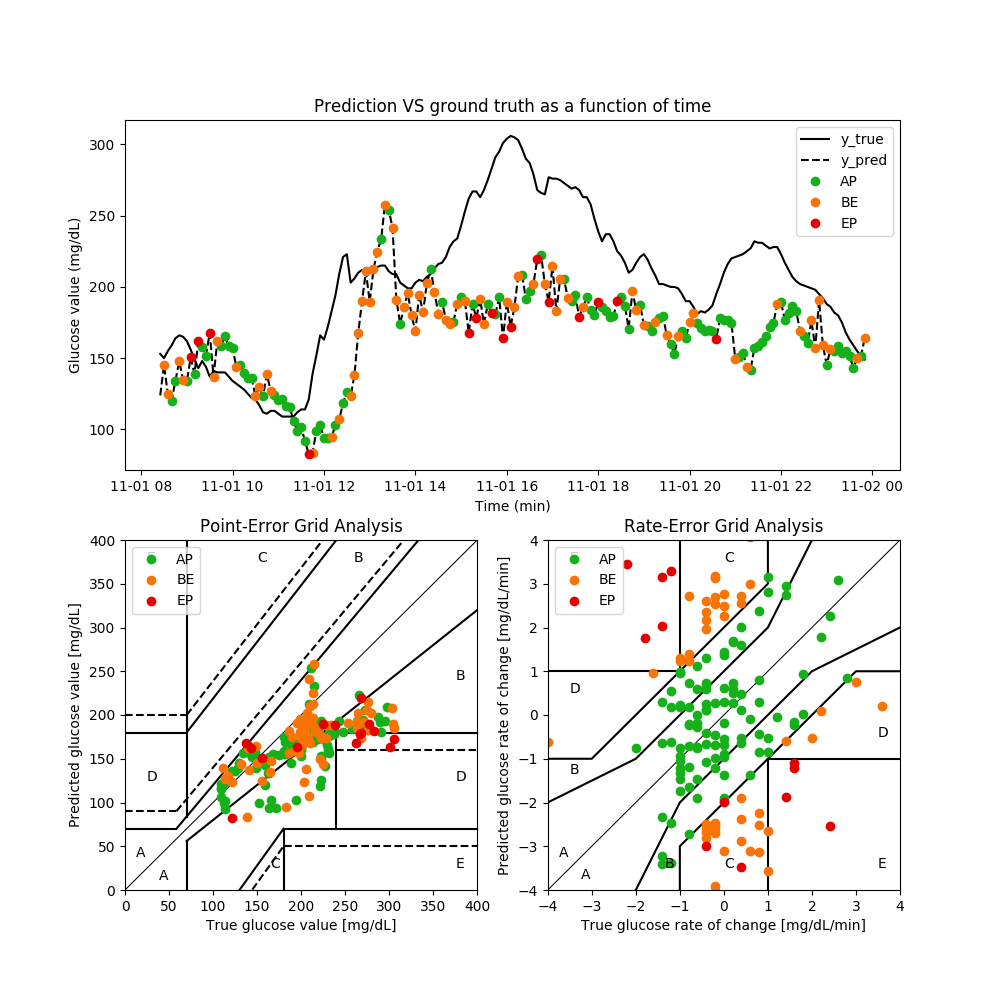 Prediction VS ground truth as a function of time
Glucose value (mg/dL)
300
250
200
150
100
y_true
y_pred
AP
BE
EP
11-01 08 11-01 10 11-01 12 11-01 14 11-01 16 11-01 18 11-01 20 11-01 22 11-02 00
Time (min)
Point-Error Grid Analysis
Predicted glucose value [mg/dL]
400
350
300
250
200
150
100
50
0
AP
BE
EP
C
B
B
D
D
A
A
C
E
0 50 100 150 200 250 300 350 400
True glucose value [mg/dL]
Rate-Error Grid Analysis
Predicted glucose rate of change [mg/dL/min]
4
3
2
1
0
−1
−2
−3
−4
AP
BE
EP
C
D
D
B
A
A
B
C
E
−4 −3 −2 −1 0 1 2 3 4
True glucose rate of change [mg/dL/min]